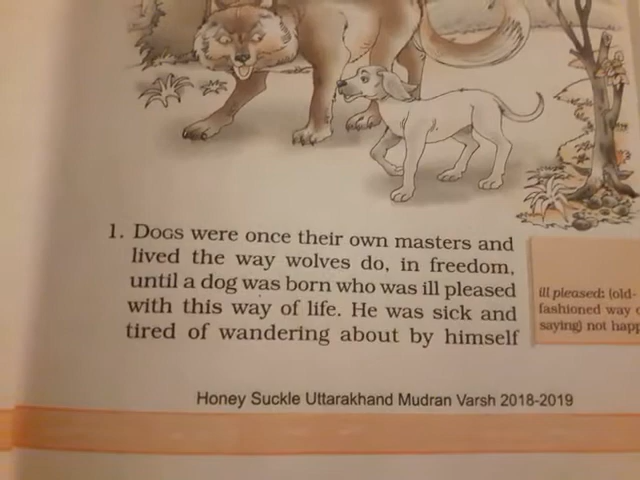 1. DOGS were once their own masters and
lived the way wolves do, in freedom,
until a dog was born who was ill pleased
with this way of life. He was sick and
tired of wandering about by himself
ill pleased: (old-
fashioned way
saying) not
Honey Suckle Uttarakhand Mudran Varsh 2018-2019